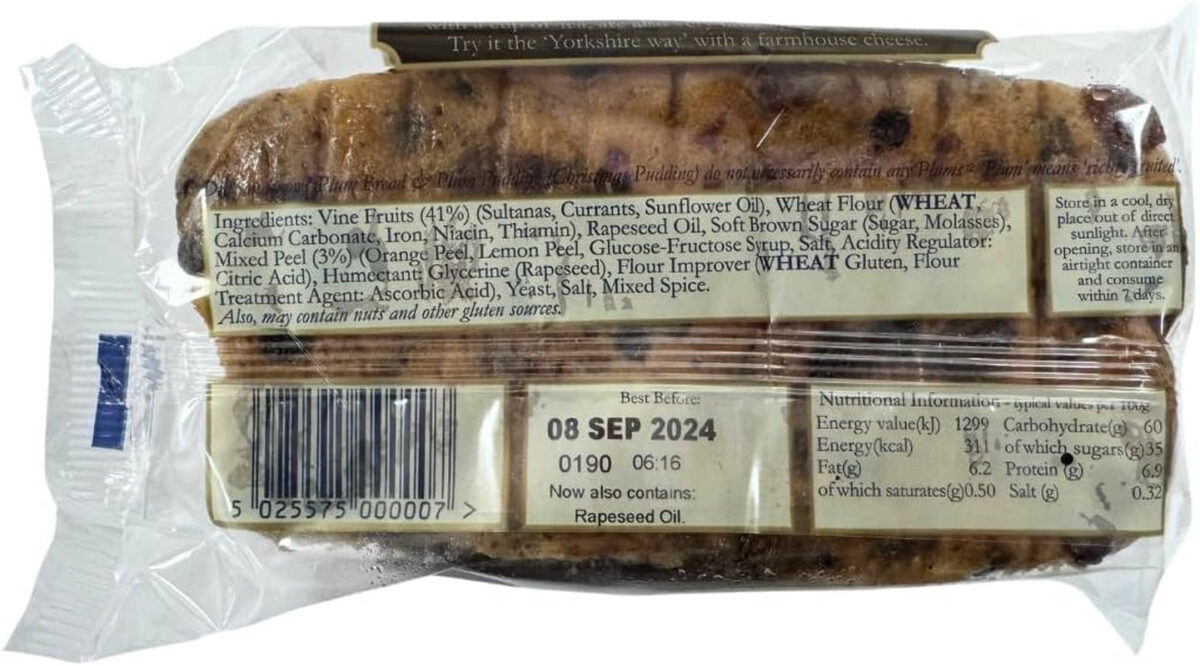 Try it the 'Yorkshire way' with a farmhouse cheese.
Plum Bread & Plum Pudding (Christmas Pudding) do not necessarily contain any Plums - 'Plum' means 'richly fruited'.
Ingredients: Vine Fruits (41%) (Sultanas, Currants, Sunflower Oil), Wheat Flour (WHEAT,
Calcium Carbonate, Iron, Niacin, Thiamin), Rapeseed Oil, Soft Brown Sugar (Sugar, Molasses),
Mixed Peel (3%) (Orange Peel, Lemon Peel, Glucose-Fructose Syrup, Salt, Acidity Regulator:
Citric Acid), Humectant: Glycerine (Rapeseed), Flour Improver (WHEAT Gluten, Flour
Treatment Agent: Ascorbic Acid), Yeast, Salt, Mixed Spice.
Also, may contain nuts and other gluten sources.
Store in a cool, dry
place out of direct
sunlight. After
opening, store in an
airtight container
and consume
within 7 days.
5 025575 000007 >
Best Before:
08 SEP 2024
0190 06:16
Now also contains:
Rapeseed Oil.
Nutritional Information - typical values per 100g
Energy value(kJ) 1299 Carbohydrate(g) 60
Energy(kcal) 311 of which sugars(g)35
Fat(g) 6.2 Protein (g) 6.9
of which saturates(g)0.50 Salt (g) 0.32